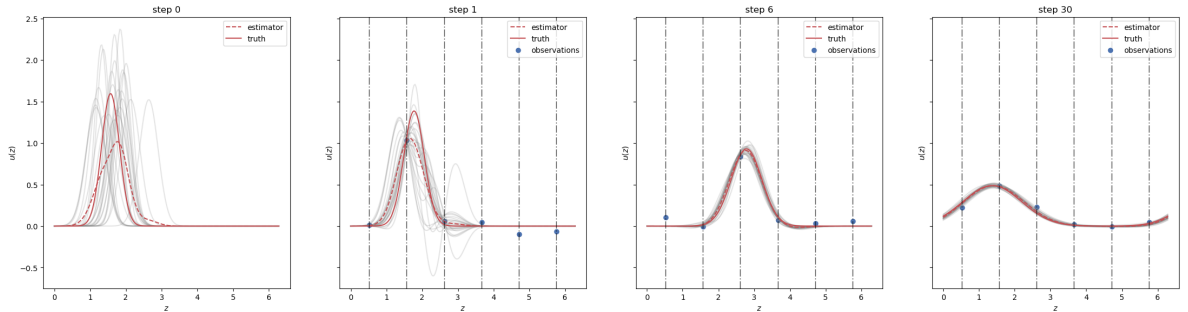 step 0
2.5
2.0
1.5
1.0
0.5
0.0
−0.5
u(z)
0 1 2 3 4 5 6
z
estimator
truth
step 1
u(z)
0 1 2 3 4 5 6
z
estimator
truth
observations
step 6
u(z)
0 1 2 3 4 5 6
z
estimator
truth
observations
step 30
u(z)
0 1 2 3 4 5 6
z
estimator
truth
observations